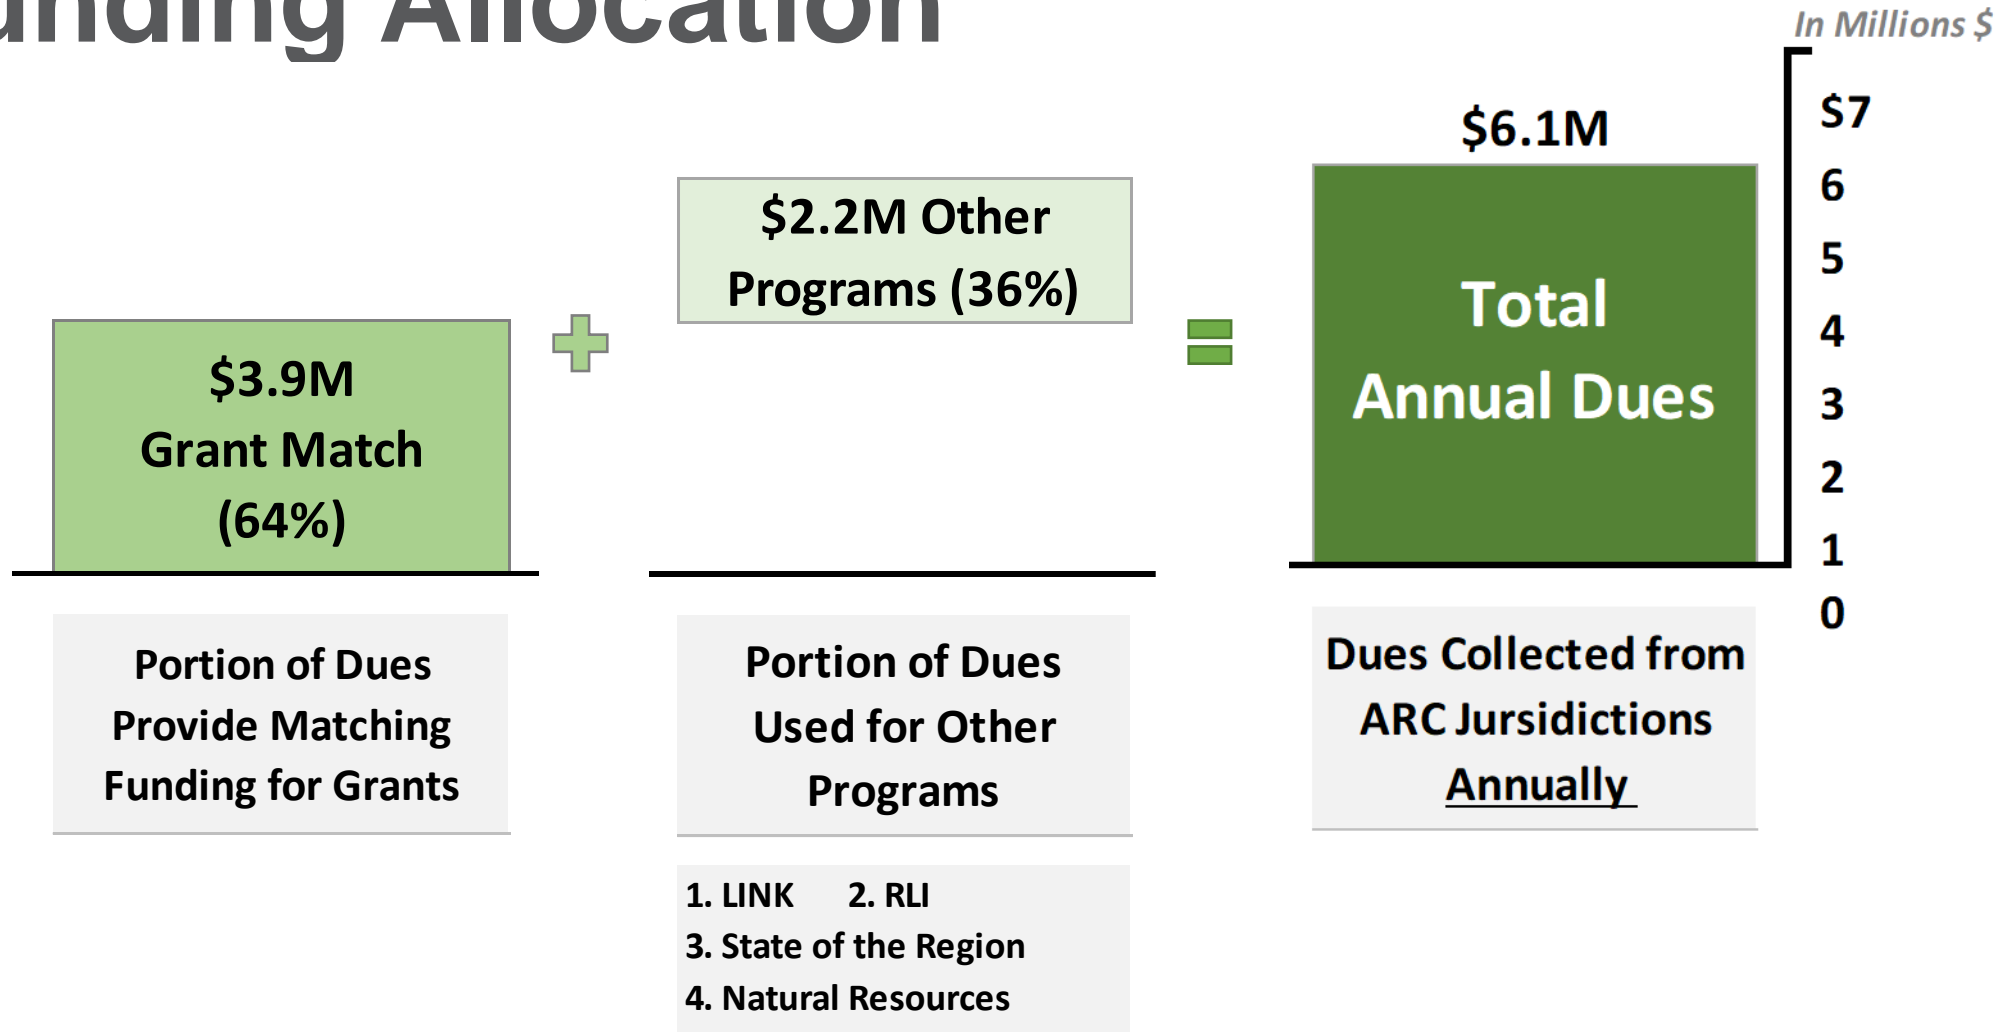 Allocation
In Millions $
$3.9M
Grant Match
(64%)
$2.2M Other
Programs (36%)
$6.1M
Total
Annual Dues
$7
6
5
4
3
2
1
0
Portion of Dues
Provide Matching
Funding for Grants
Portion of Dues
Used for Other
Programs
1. LINK 2. RLI
3. State of the Region
4. Natural Resources
Dues Collected from
ARC Jursidictions
Annually